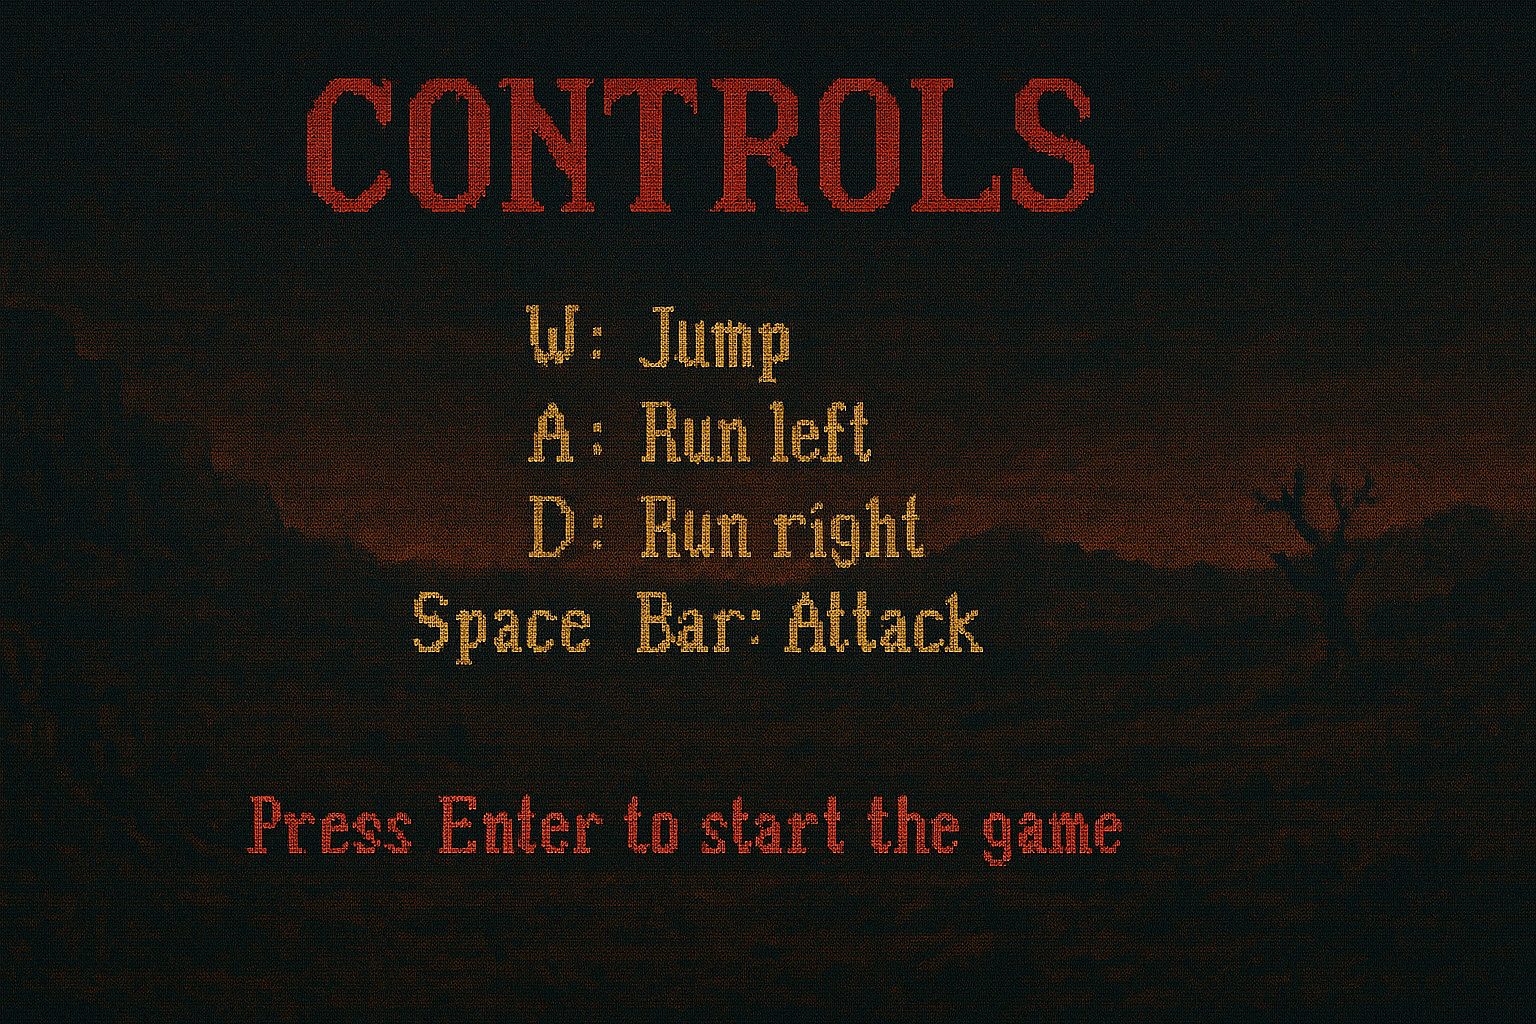 CONTROLS
W: Jump
A: Run left
D: Run right
Space Bar: Attack
Press Enter to start the game